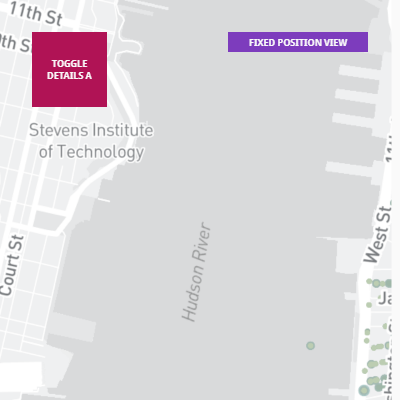 11th St
TOGGLE
DETAILS A
FIXED POSITION VIEW
Stevens Institute
of Technology
Hudson River
Court St
West St